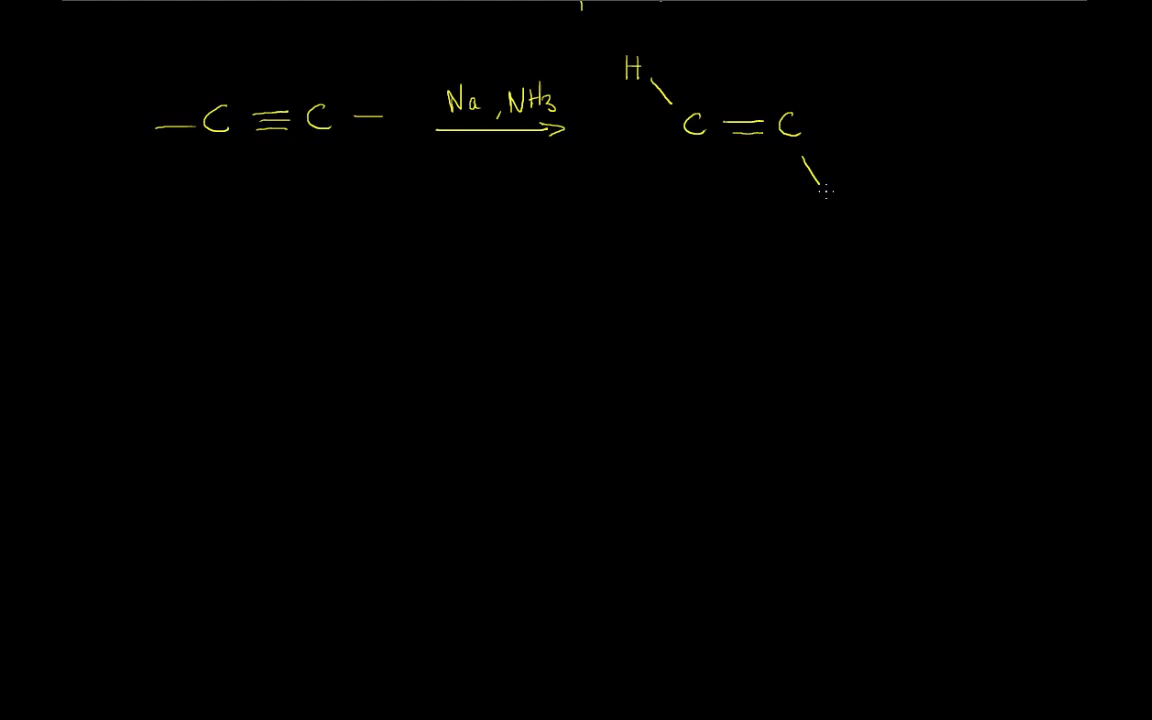 H
— C ≡ C — Na, NH3 → C = C